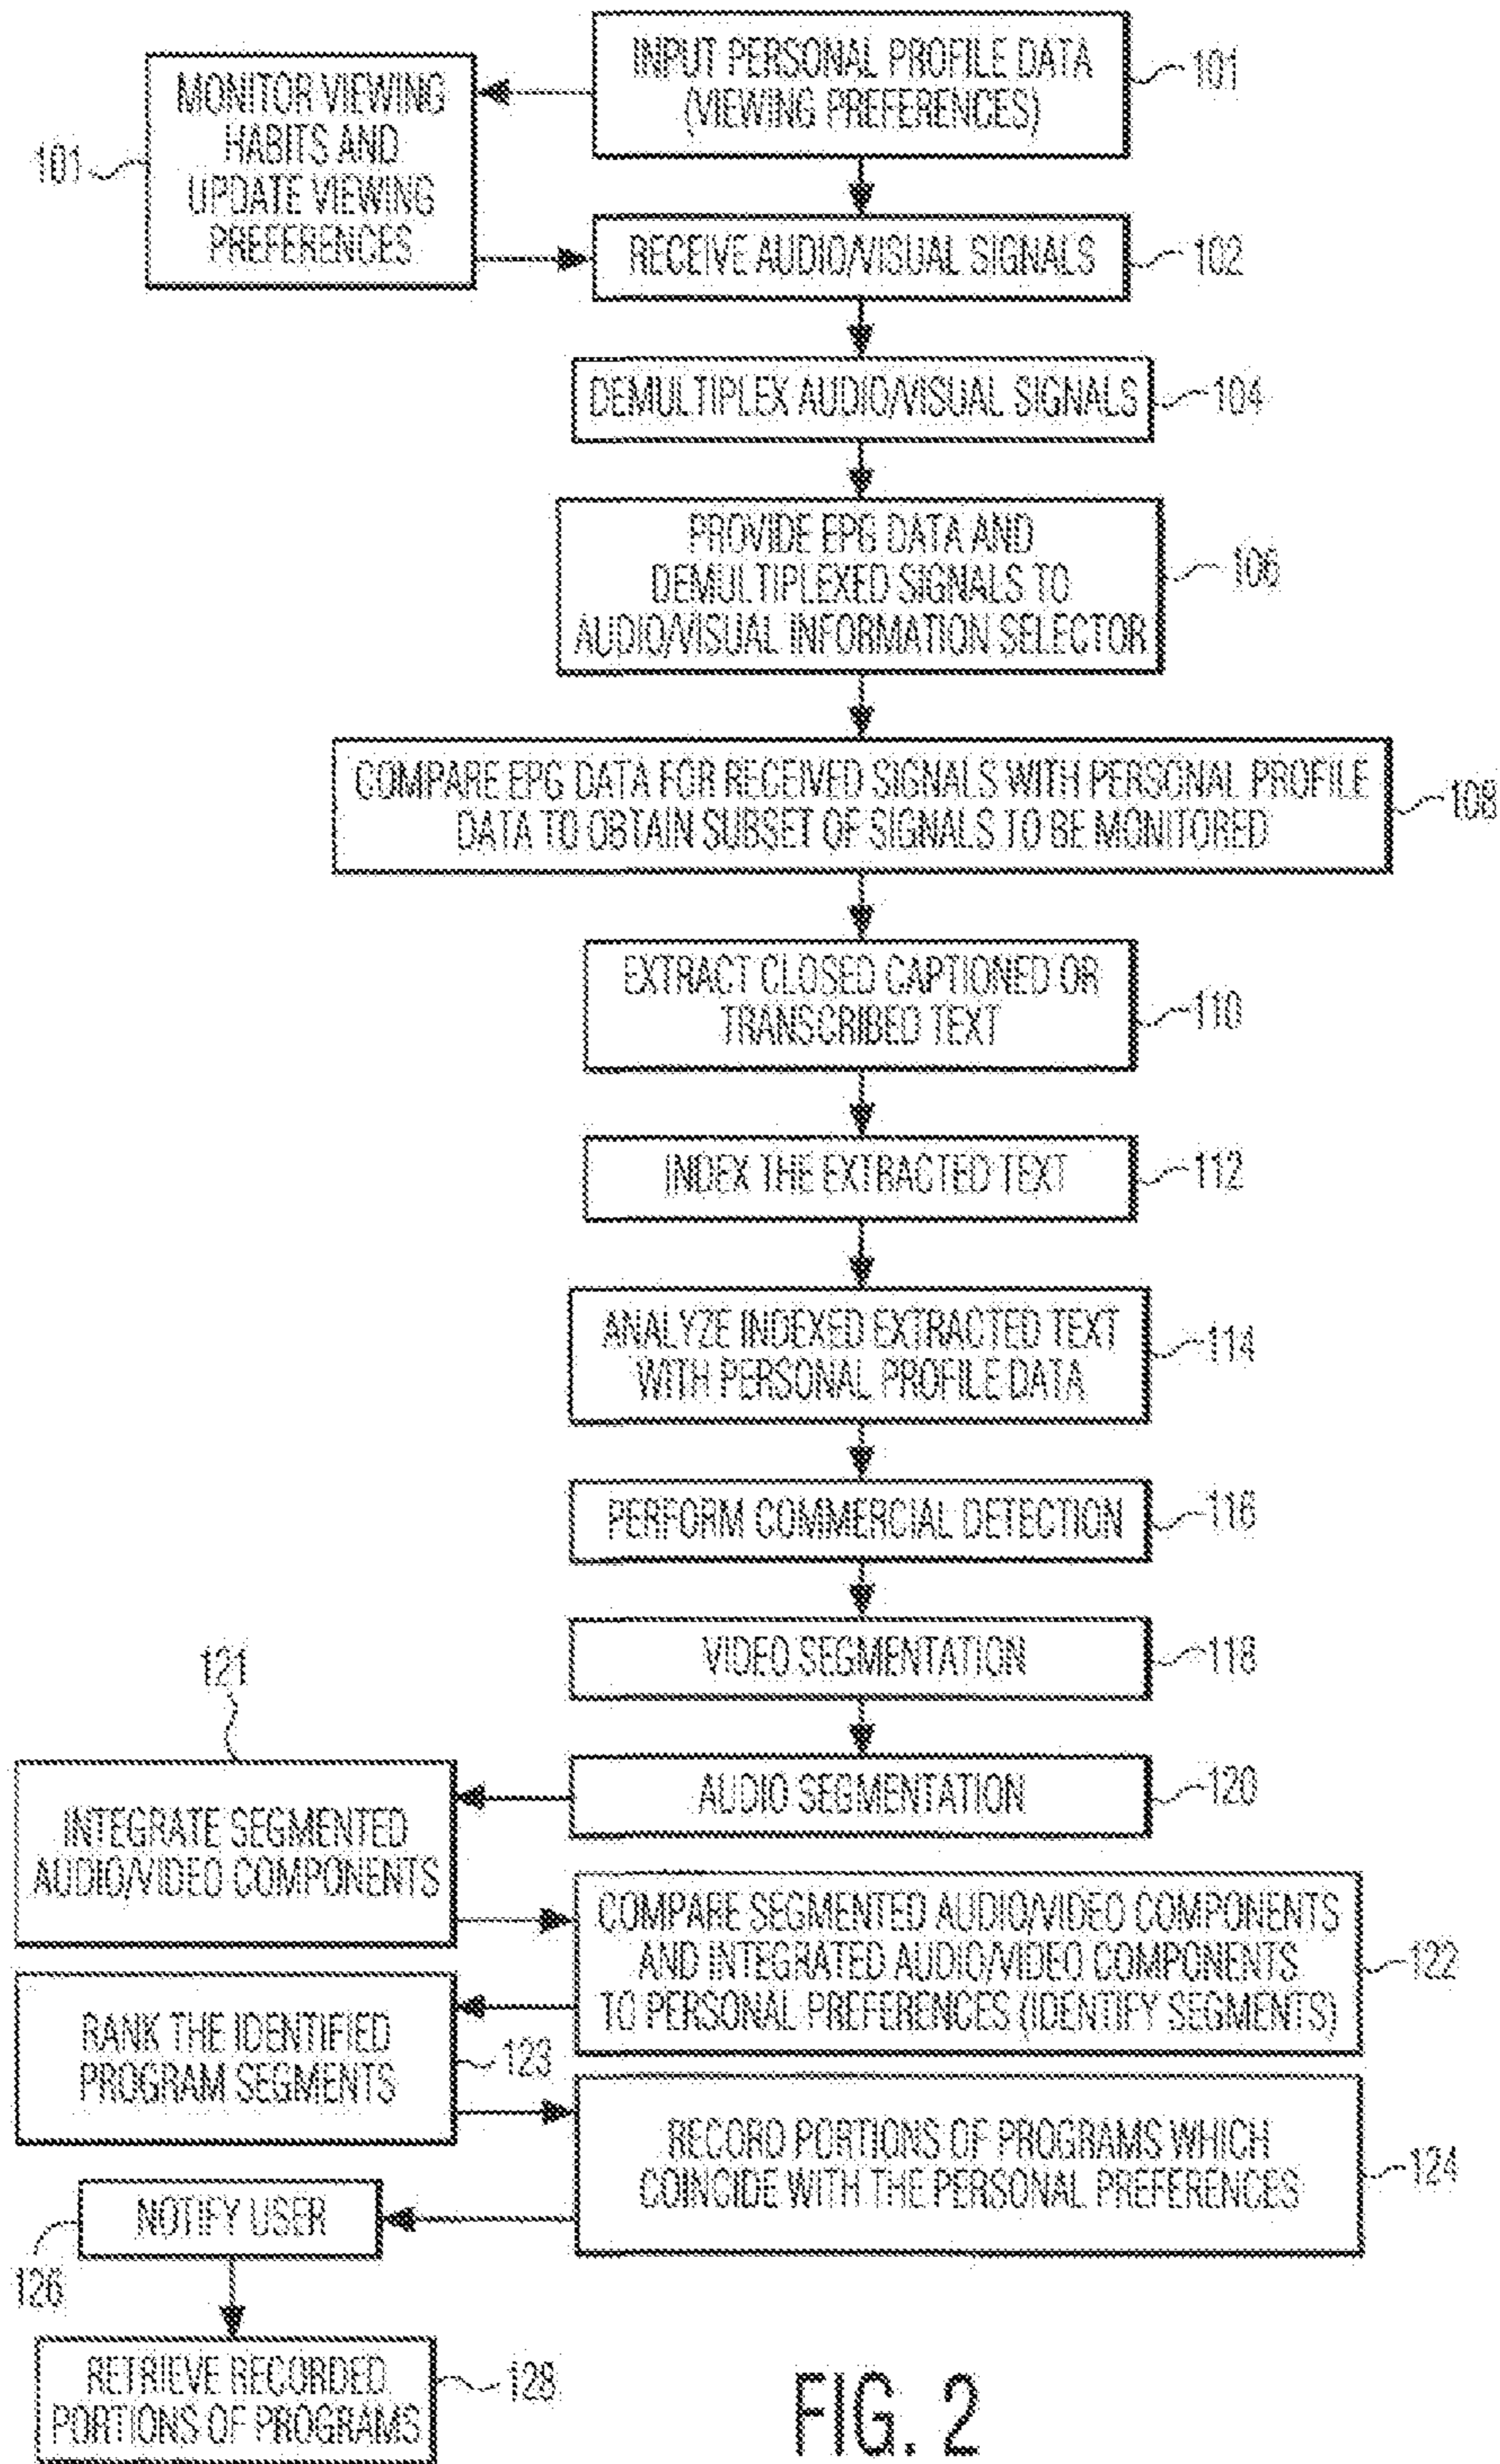 INPUT PERSONAL PROFILE DATA
(VIEWING PREFERENCES)
101
MONITOR VIEWING
HABITS AND
UPDATE VIEWING
PREFERENCES
101
RECEIVE AUDIO/VISUAL SIGNALS
102
DEMULTIPLEX AUDIO/VISUAL SIGNALS
104
PROVIDE EPG DATA AND
DEMULTIPLEXED SIGNALS TO
AUDIO/VISUAL INFORMATION SELECTOR
106
COMPARE EPG DATA FOR RECEIVED SIGNALS WITH PERSONAL PROFILE
DATA TO OBTAIN SUBSET OF SIGNALS TO BE MONITORED
108
EXTRACT CLOSED CAPTIONED OR
TRANSCRIBED TEXT
110
INDEX THE EXTRACTED TEXT
112
ANALYZE INDEXED EXTRACTED TEXT
WITH PERSONAL PROFILE DATA
114
PERFORM COMMERCIAL DETECTION
116
VIDEO SEGMENTATION
118
AUDIO SEGMENTATION
120
121
INTEGRATE SEGMENTED
AUDIO/VIDEO COMPONENTS
COMPARE SEGMENTED AUDIO/VIDEO COMPONENTS
AND INTEGRATED AUDIO/VIDEO COMPONENTS
TO PERSONAL PREFERENCES (IDENTIFY SEGMENTS)
122
RANK THE IDENTIFIED
PROGRAM SEGMENTS
123
RECORD PORTIONS OF PROGRAMS WHICH
COINCIDE WITH THE PERSONAL PREFERENCES
124
NOTIFY USER
126
RETRIEVE RECORDED
PORTIONS OF PROGRAMS
128
FIG. 2